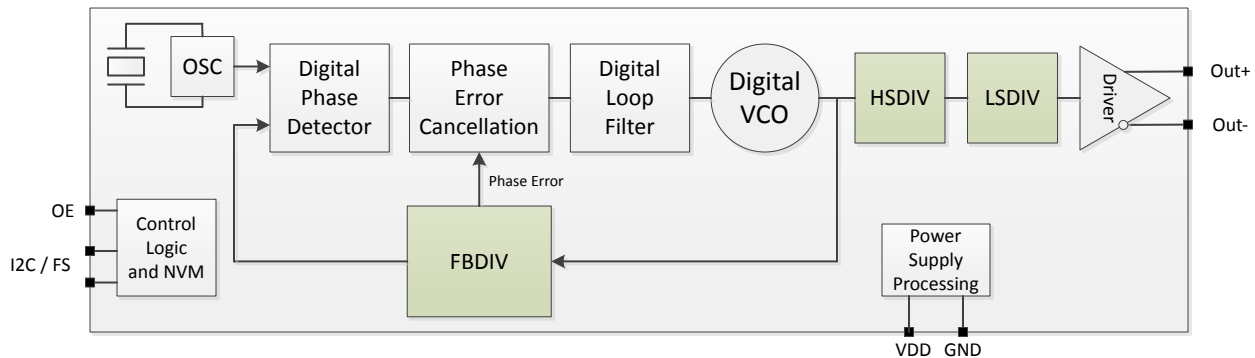 OSC
Digital
Phase
Detector
Phase
Error
Cancellation
Digital
Loop
Filter
Digital
VCO
HSDIV
LSDIV
Driver
Out+
Out-
Phase Error
OE
I2C / FS
Control
Logic
and NVM
FBDIV
Power
Supply
Processing
VDD
GND